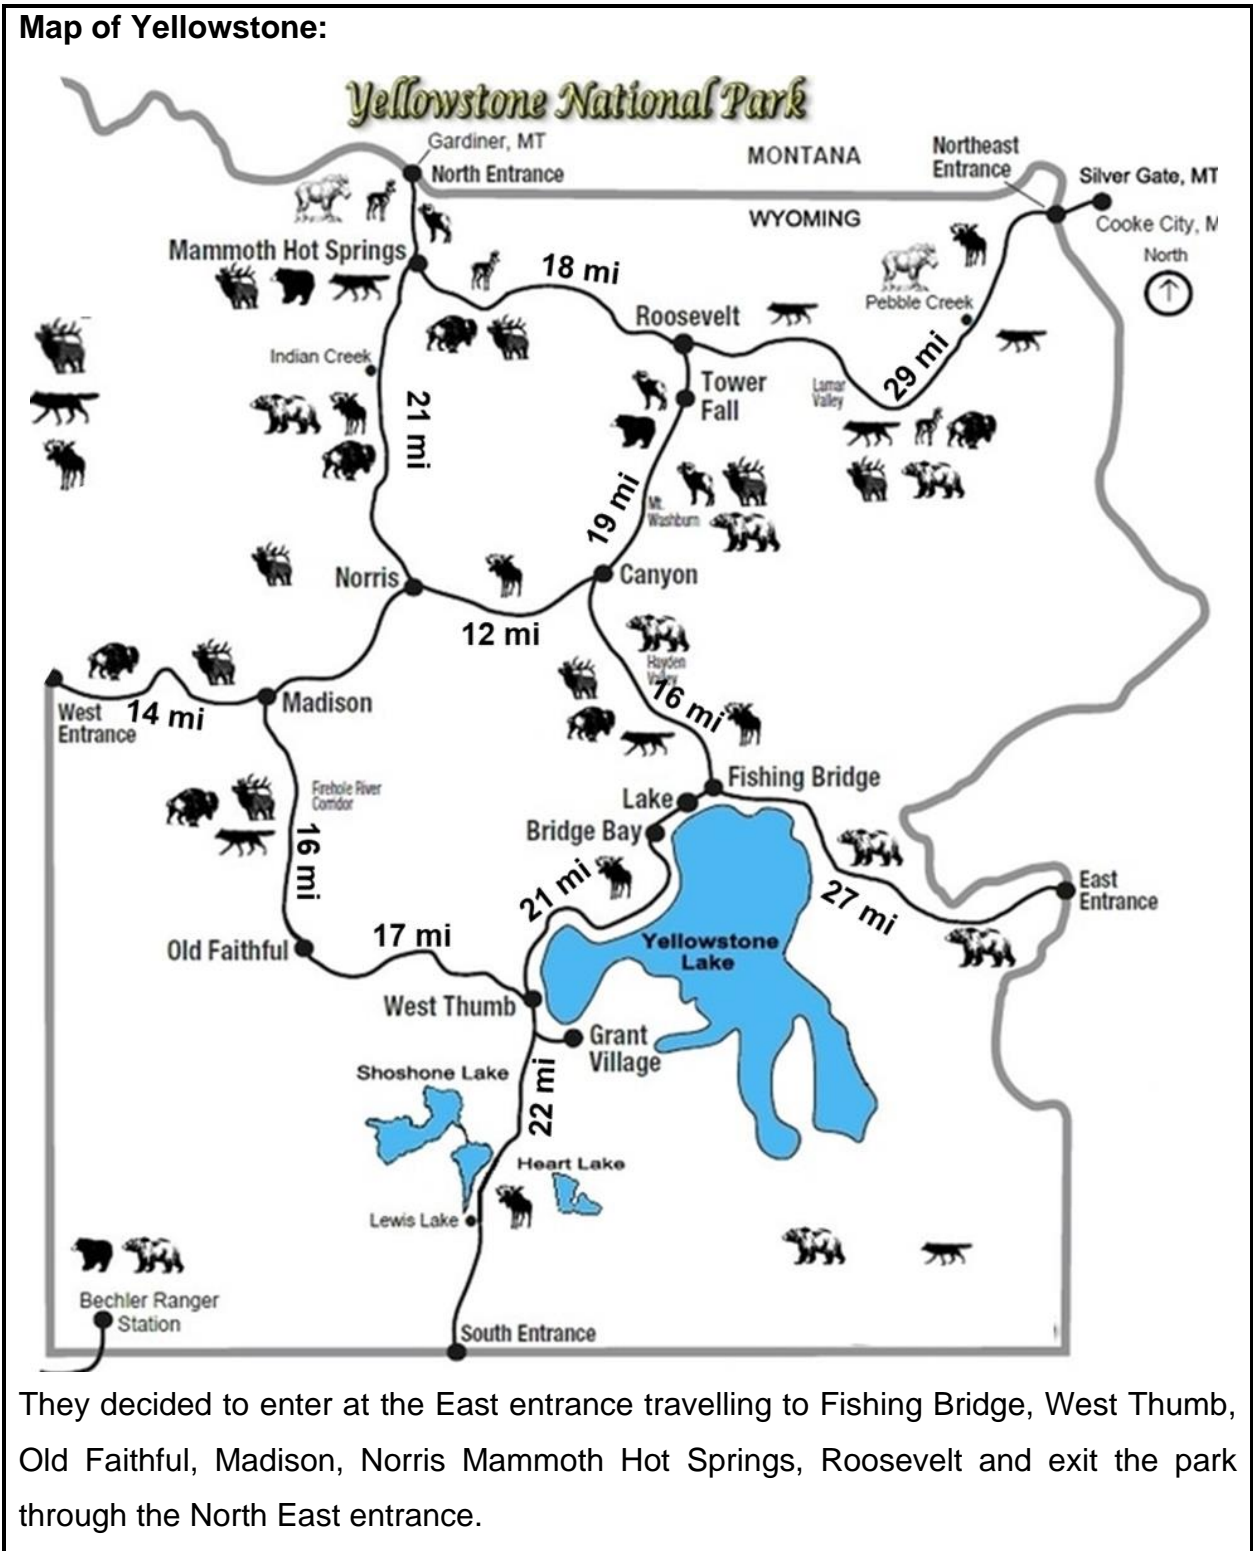 Map of Yellowstone:
Yellowstone National Park
Gardiner, MT
North Entrance
MONTANA
Northeast
Entrance
Silver Gate, MT
WYOMING
Cooke City, M
North
Mammoth Hot Springs
18 mi
Pebble Creek
Roosevelt
Indian Creek
29 mi
Tower
Fall
Lamar
Valley
21 mi
19 mi
Mt.
Washburn
Norris
Canyon
12 mi
Hayden
Valley
16 mi
Madison
West
Entrance
14 mi
Fishing Bridge
Firehole River
Corridor
Lake
Bridge Bay
16 mi
21 mi
East
Entrance
27 mi
Old Faithful
17 mi
Yellowstone
Lake
West Thumb
Grant
Village
22 mi
Shoshone Lake
Heart Lake
Lewis Lake
Bechler Ranger
Station
South Entrance
They decided to enter at the East entrance travelling to Fishing Bridge, West Thumb,
Old Faithful, Madison, Norris Mammoth Hot Springs, Roosevelt and exit the park
through the North East entrance.